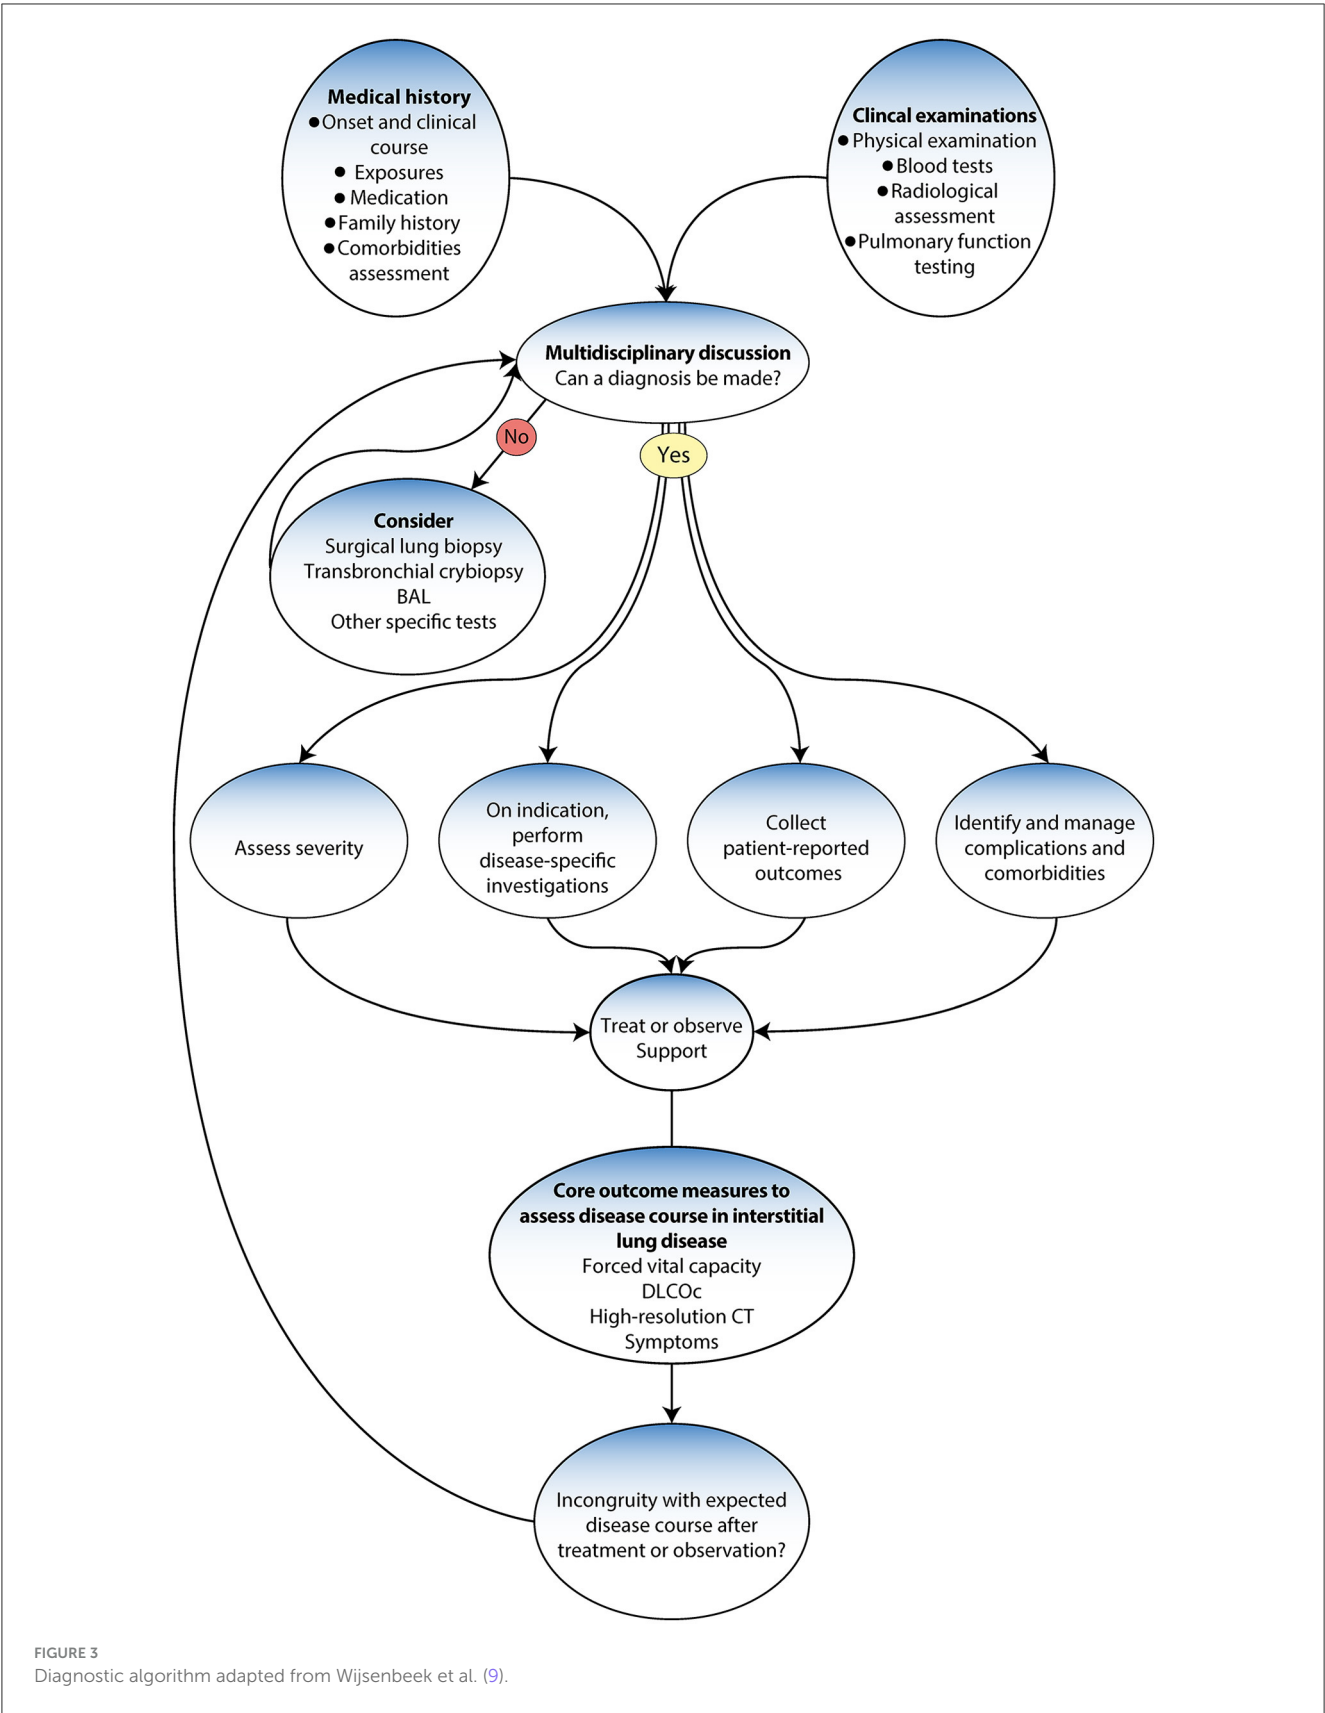 Medical history
●Onset and clinical
course
● Exposures
● Medication
●Family history
●Comorbidities
assessment
Clincal examinations
● Physical examination
●Blood tests
●Radiological
assessment
●Pulmonary function
testing
Multidisciplinary discussion
Can a diagnosis be made?
No
Yes
Consider
Surgical lung biopsy
Transbronchial crybiopsy
BAL
Other specific tests
Assess severity
On indication,
perform
disease-specific
investigations
Collect
patient-reported
outcomes
Identify and manage
complications and
comorbidities
Treat or observe
Support
Core outcome measures to
assess disease course in interstitial
lung disease
Forced vital capacity
DLCOc
High-resolution CT
Symptoms
Incongruity with expected
disease course after
treatment or observation?
FIGURE 3
Diagnostic algorithm adapted from Wijsenbeek et al. (9).